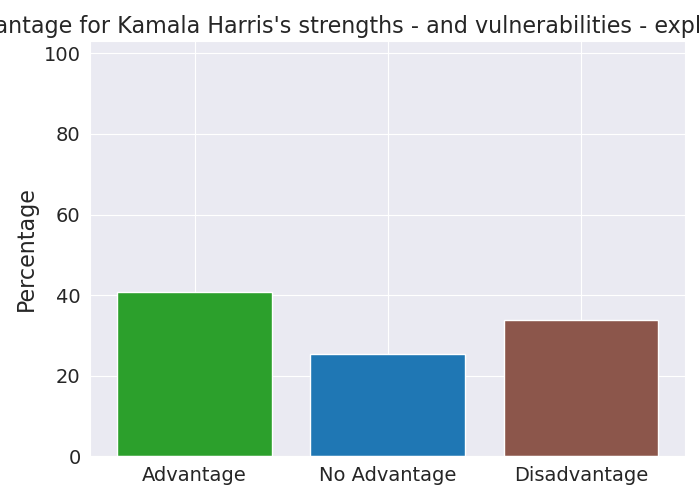 antage for Kamala Harris's strengths - and vulnerabilities - expl
100
80
60
40
20
0
Percentage
Advantage No Advantage Disadvantage